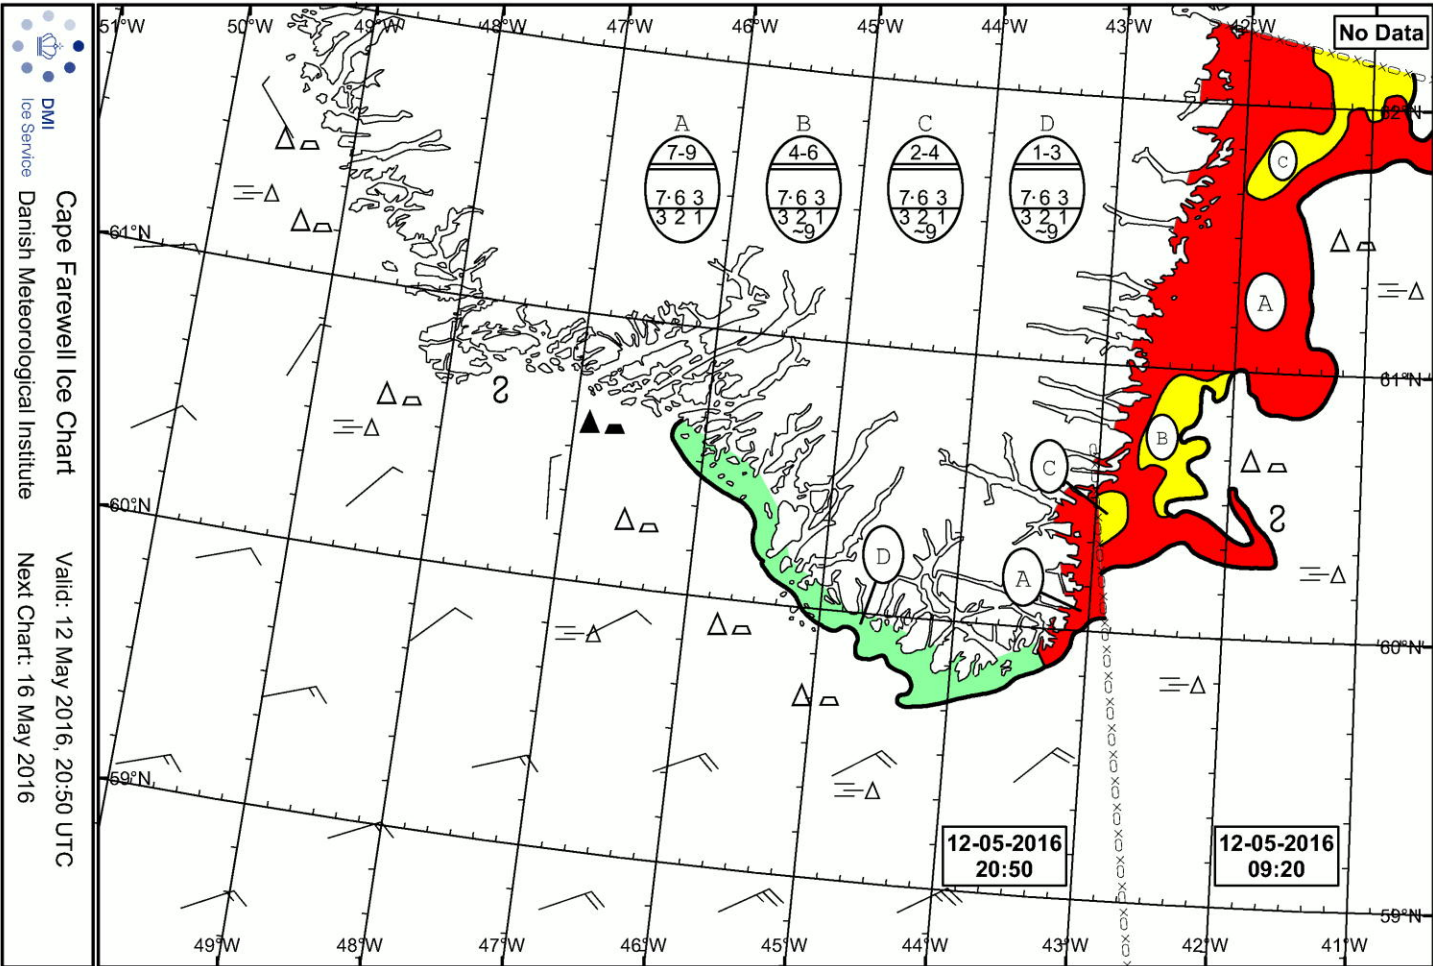 51°W 50°W 49°W 48°W 47°W 46°W 45°W 44°W 43°W 42°W
No Data
62°N
DMI
Ice Service
Cape Farewell Ice Chart
Danish Meteorological Institute
Valid: 12 May 2016, 20:50 UTC
Next Chart: 16 May 2016
A B C D
7-9 4-6 2-4 1-3
7·6 3 7·6 3 7·6 3 7·6 3
3 2 1 3 2 1 3 2 1 3 2 1
~9 ~9 ~9
C
61°N
A
61°N
B
C
60°N
D
A
60°N
59°N
12-05-2016
20:50
12-05-2016
09:20
59°N
49°W 48°W 47°W 46°W 45°W 44°W 43°W 42°W 41°W